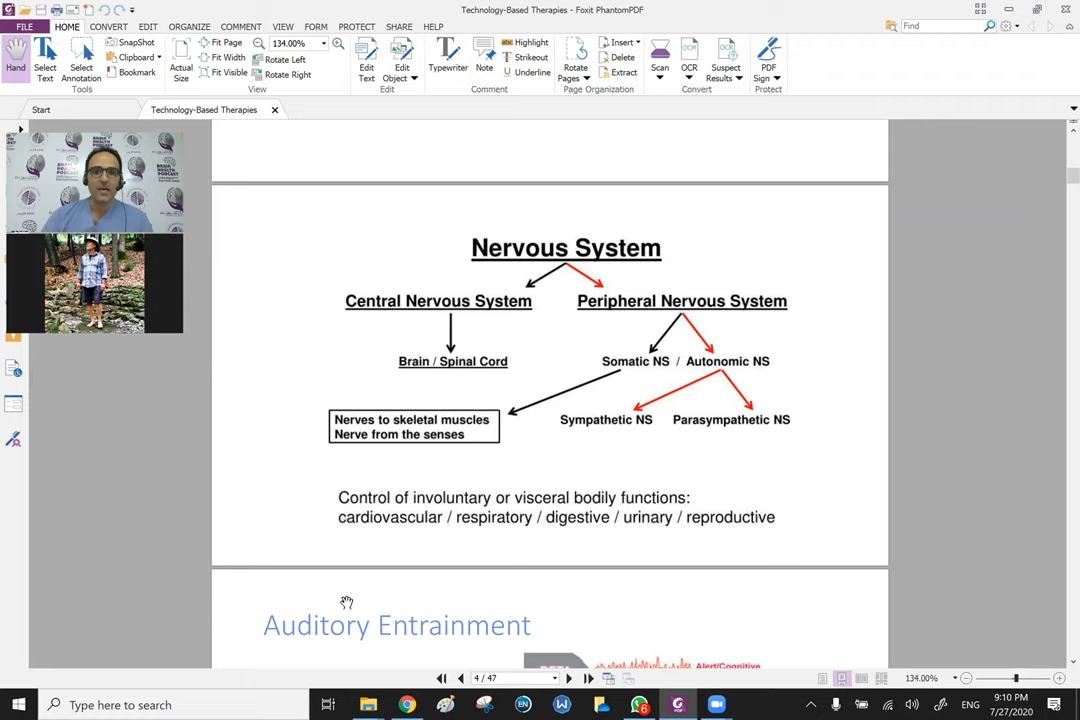 Technology-Based Therapies - Foxit PhantomPDF
FILE HOME CONVERT EDIT ORGANIZE COMMENT VIEW FORM PROTECT SHARE HELP
Find
Hand
Select Text
Select Annotation
SnapShot
Clipboard
Bookmark
Tools
Actual Size
Fit Page
Fit Width
Fit Visible
134.00%
Rotate Left
Rotate Right
View
Edit Text
Edit Object
Edit
Typewriter
Note
Highlight
Strikeout
Underline
Comment
Rotate Pages
Insert
Delete
Extract
Page Organization
Scan
OCR
Suspect Results
Convert
PDF Sign
Protect
Start
Technology-Based Therapies
BRAIN HEALTH PODCAST
Nervous System
Central Nervous System
Peripheral Nervous System
Brain / Spinal Cord
Somatic NS / Autonomic NS
Nerves to skeletal muscles
Nerve from the senses
Sympathetic NS
Parasympathetic NS
Control of involuntary or visceral bodily functions:
cardiovascular / respiratory / digestive / urinary / reproductive
Auditory Entrainment
BETA
Alert/Cognitive
4 / 47
134.00%
Type here to search
ENG
9:10 PM
7/27/2020